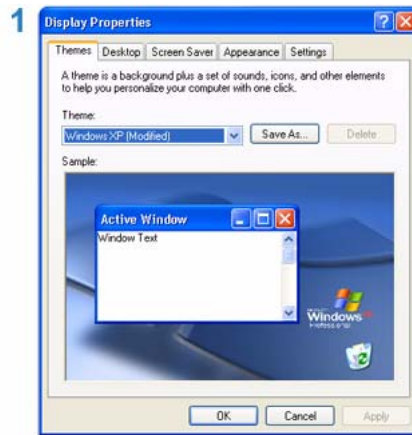 1
Display Properties
Themes Desktop Screen Saver Appearance Settings
A theme is a background plus a set of sounds, icons, and other elements
to help you personalize your computer with one click.
Theme:
Windows XP (Modified) Save As... Delete
Sample:
Active Window
Window Text
Windows
Professional
OK Cancel Apply